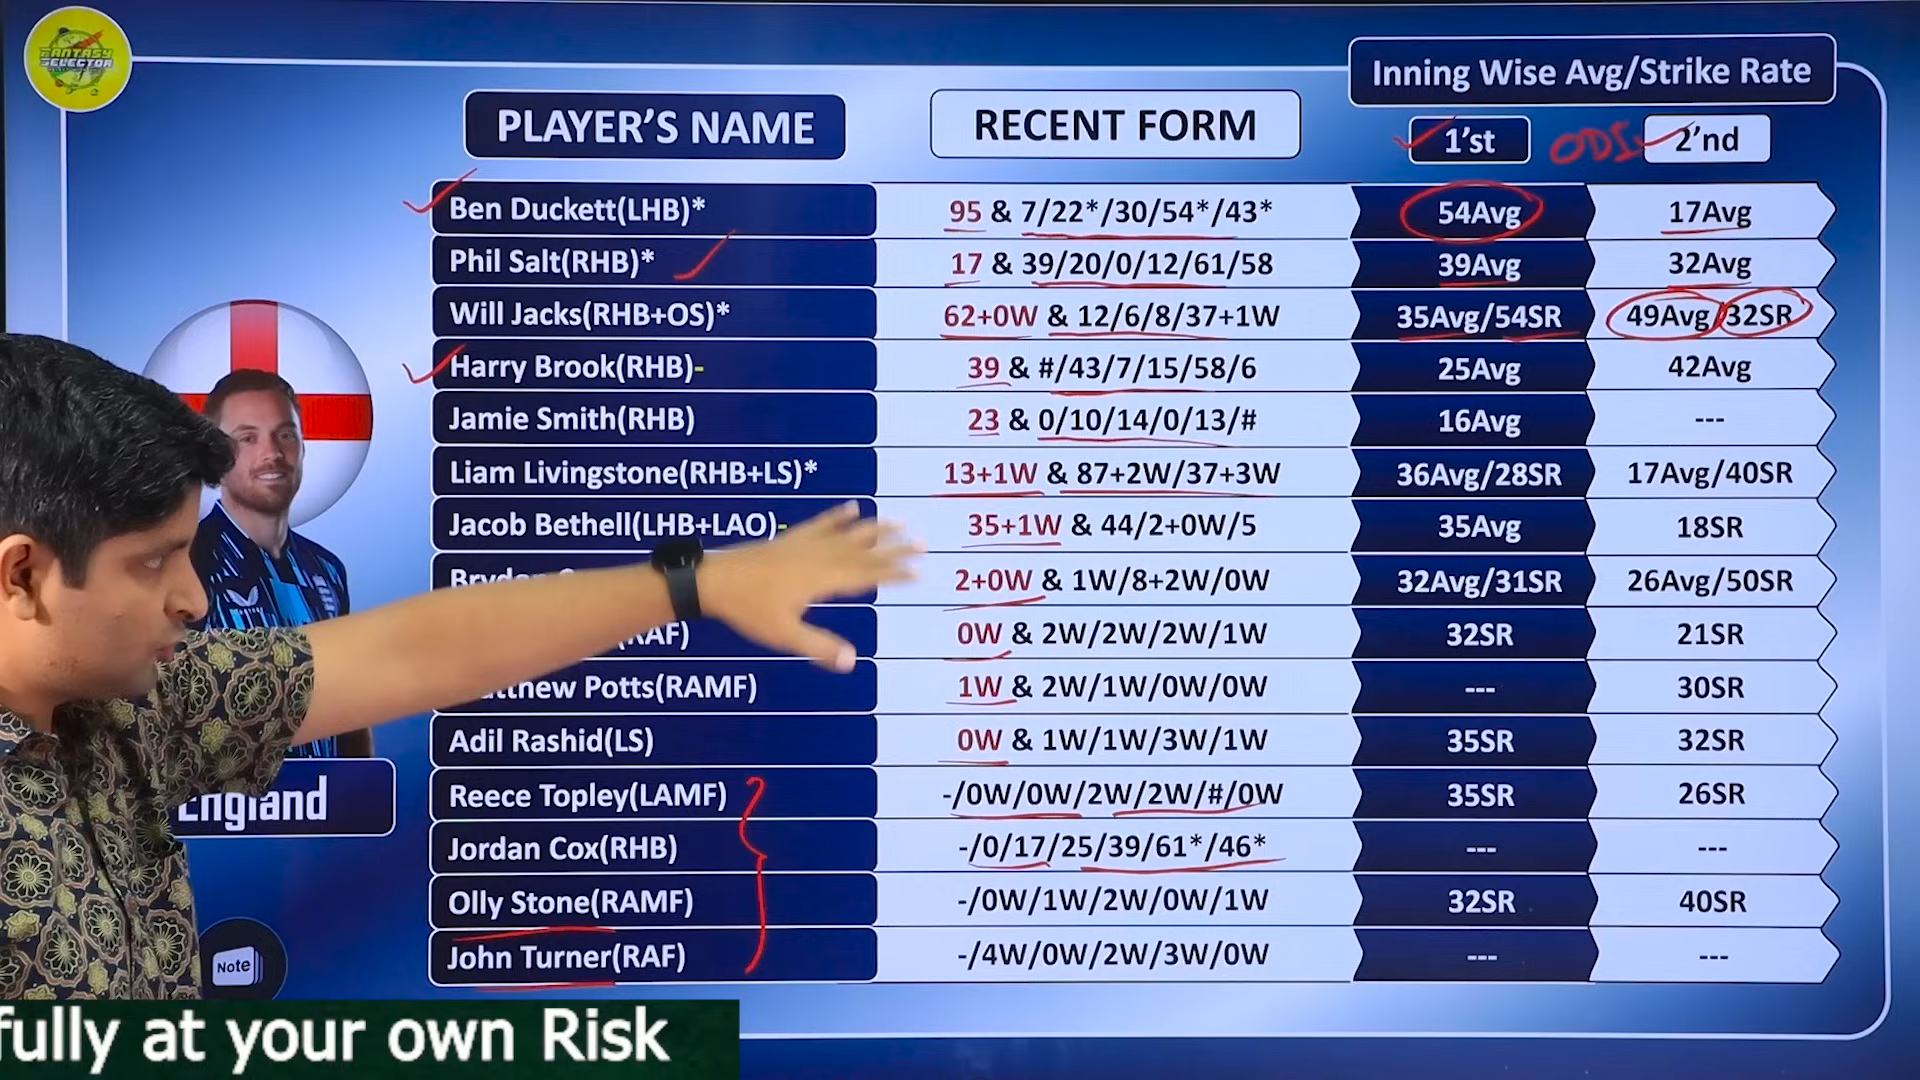 FANTASY
SELECTOR
Inning Wise Avg/Strike Rate
PLAYER'S NAME
RECENT FORM
1'st
ODI
2'nd
Ben Duckett(LHB)*
95 & 7/22*/30/54*/43*
54Avg
17Avg
Phil Salt(RHB)*
17 & 39/20/0/12/61/58
39Avg
32Avg
Will Jacks(RHB+OS)*
62+0W & 12/6/8/37+1W
35Avg/54SR
49Avg/32SR
Harry Brook(RHB)-
39 & #/43/7/15/58/6
25Avg
42Avg
Jamie Smith(RHB)
23 & 0/10/14/0/13/#
16Avg
---
Liam Livingstone(RHB+LS)*
13+1W & 87+2W/37+3W
36Avg/28SR
17Avg/40SR
Jacob Bethell(LHB+LAO)-
35+1W & 44/2+0W/5
35Avg
18SR
2+0W & 1W/8+2W/0W
32Avg/31SR
26Avg/50SR
(RAF)
0W & 2W/2W/2W/1W
32SR
21SR
Potts(RAMF)
1W & 2W/1W/0W/0W
---
30SR
Adil Rashid(LS)
0W & 1W/1W/3W/1W
35SR
32SR
England
Reece Topley(LAMF)
-/0W/0W/2W/2W/#/0W
35SR
26SR
Jordan Cox(RHB)
-/0/17/25/39/61*/46*
---
---
Olly Stone(RAMF)
-/0W/1W/2W/0W/1W
32SR
40SR
John Turner(RAF)
-/4W/0W/2W/3W/0W
---
---
Note
fully at your own Risk